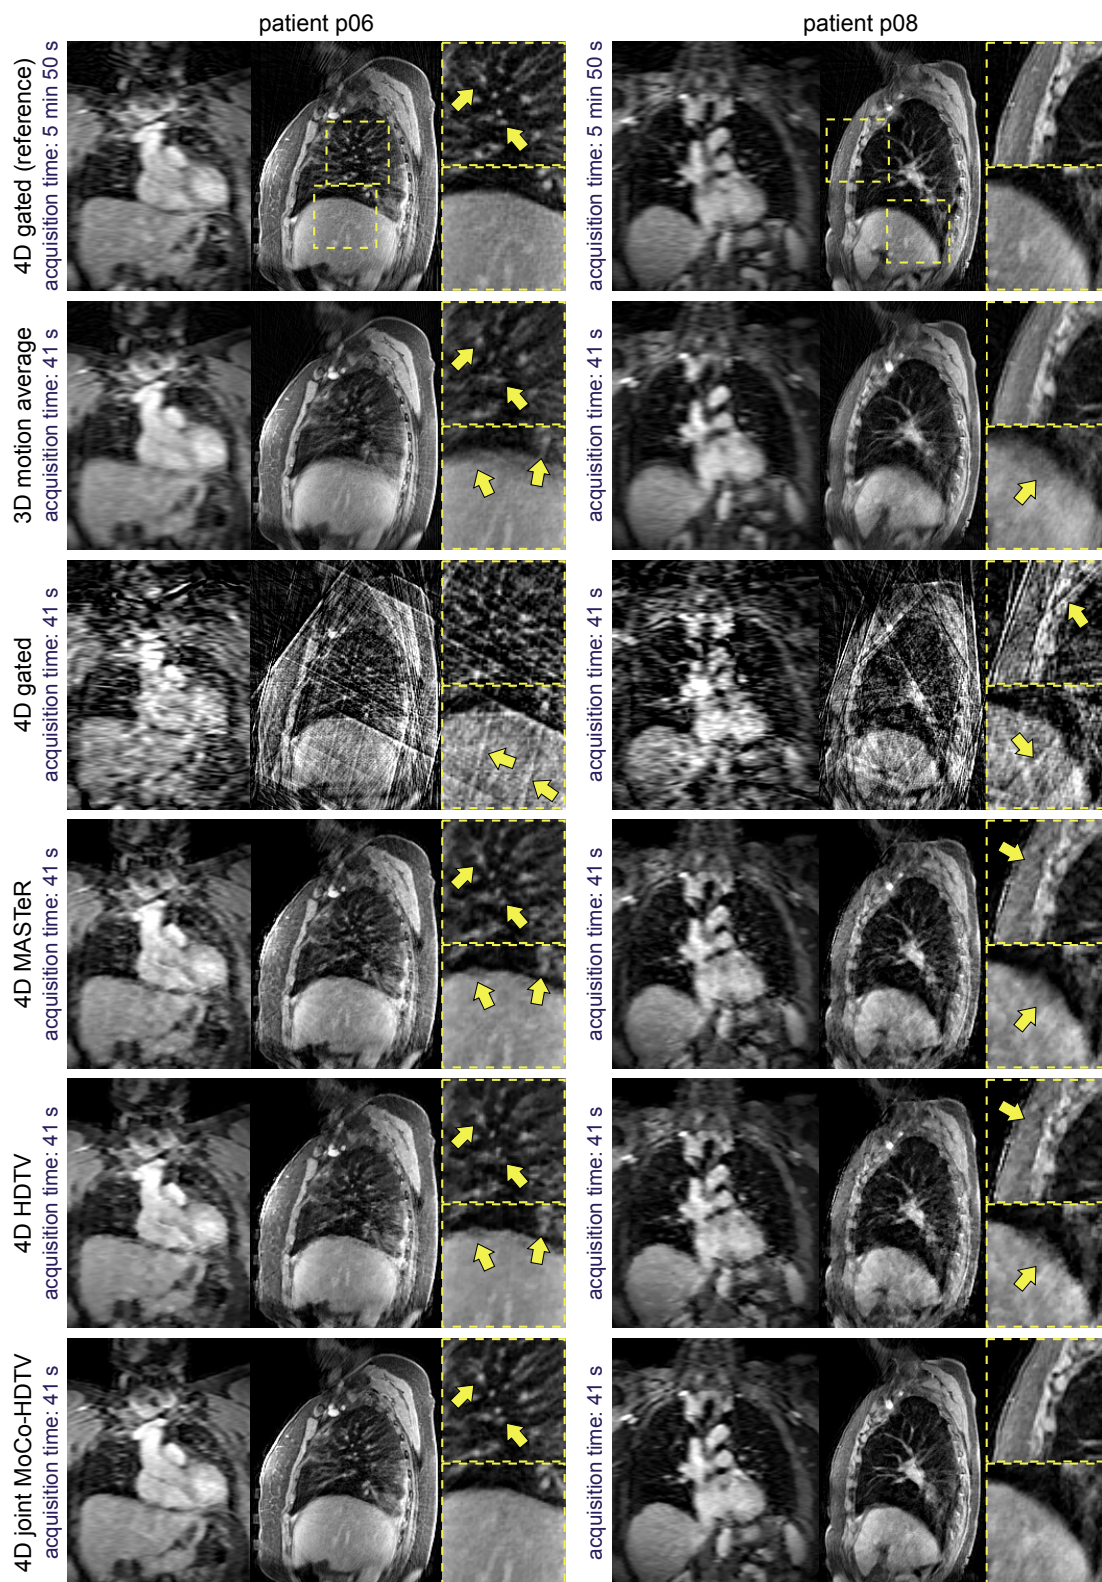 patient p06
patient p08
4D gated (reference)
acquisition time: 5 min 50 s
acquisition time: 5 min 50 s
3D motion average
acquisition time: 41 s
acquisition time: 41 s
4D gated
acquisition time: 41 s
acquisition time: 41 s
4D MASTeR
acquisition time: 41 s
acquisition time: 41 s
4D HDTV
acquisition time: 41 s
acquisition time: 41 s
4D joint MoCo-HDTV
acquisition time: 41 s
acquisition time: 41 s